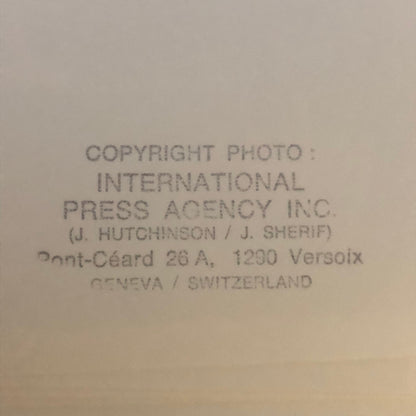 COPYRIGHT PHOTO :
INTERNATIONAL
PRESS AGENCY INC.
(J. HUTCHINSON / J. SHERIF)
Pont-Céard 26 A, 1290 Versoix
GENEVA / SWITZERLAND